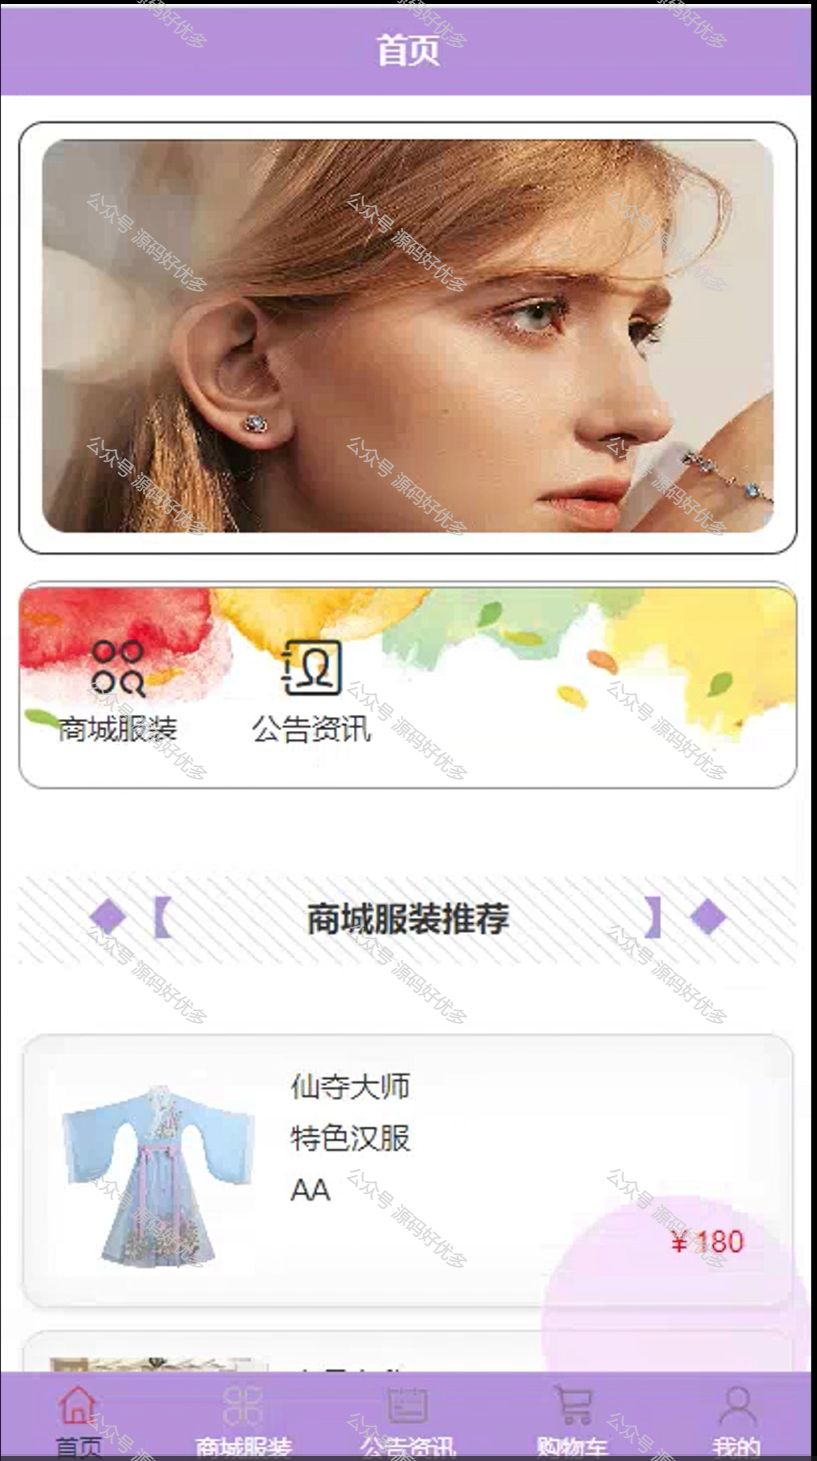 首页
商城服装
公告资讯
【
商城服装推荐
】
仙夺大师
特色汉服
AA
￥180
首页
商城服装
公告资讯
购物车
我的
公众号 源码好优多